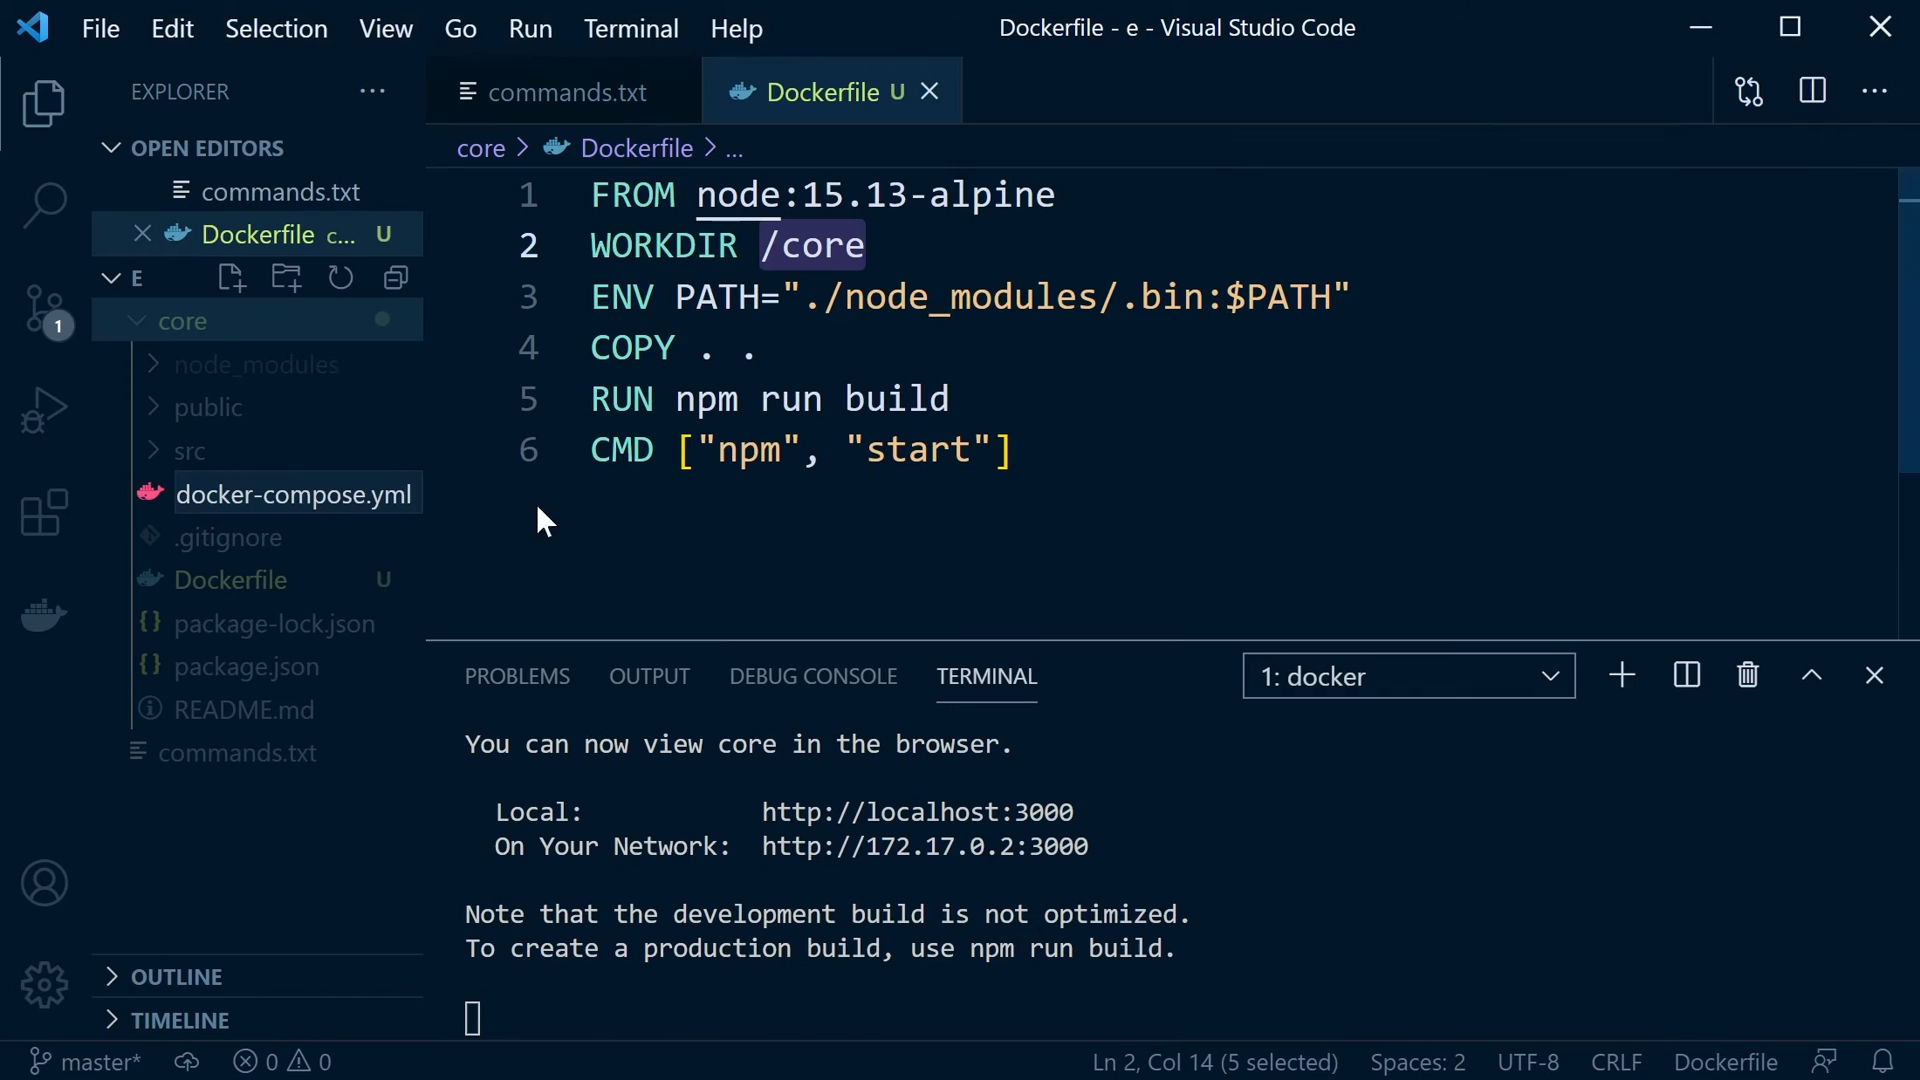 File Edit Selection View Go Run Terminal Help Dockerfile - e - Visual Studio Code
EXPLORER
commands.txt
Dockerfile U
OPEN EDITORS
commands.txt
Dockerfile c... U
E
core
node_modules
public
src
docker-compose.yml
.gitignore
Dockerfile U
package-lock.json
package.json
README.md
commands.txt
OUTLINE
TIMELINE
1
core > Dockerfile > ...
1 FROM node:15.13-alpine
2 WORKDIR /core
3 ENV PATH="./node_modules/.bin:$PATH"
4 COPY . .
5 RUN npm run build
6 CMD ["npm", "start"]
PROBLEMS OUTPUT DEBUG CONSOLE TERMINAL 1: docker
You can now view core in the browser.
Local: http://localhost:3000
On Your Network: http://172.17.0.2:3000
Note that the development build is not optimized.
To create a production build, use npm run build.
master* 0 0 Ln 2, Col 14 (5 selected) Spaces: 2 UTF-8 CRLF Dockerfile